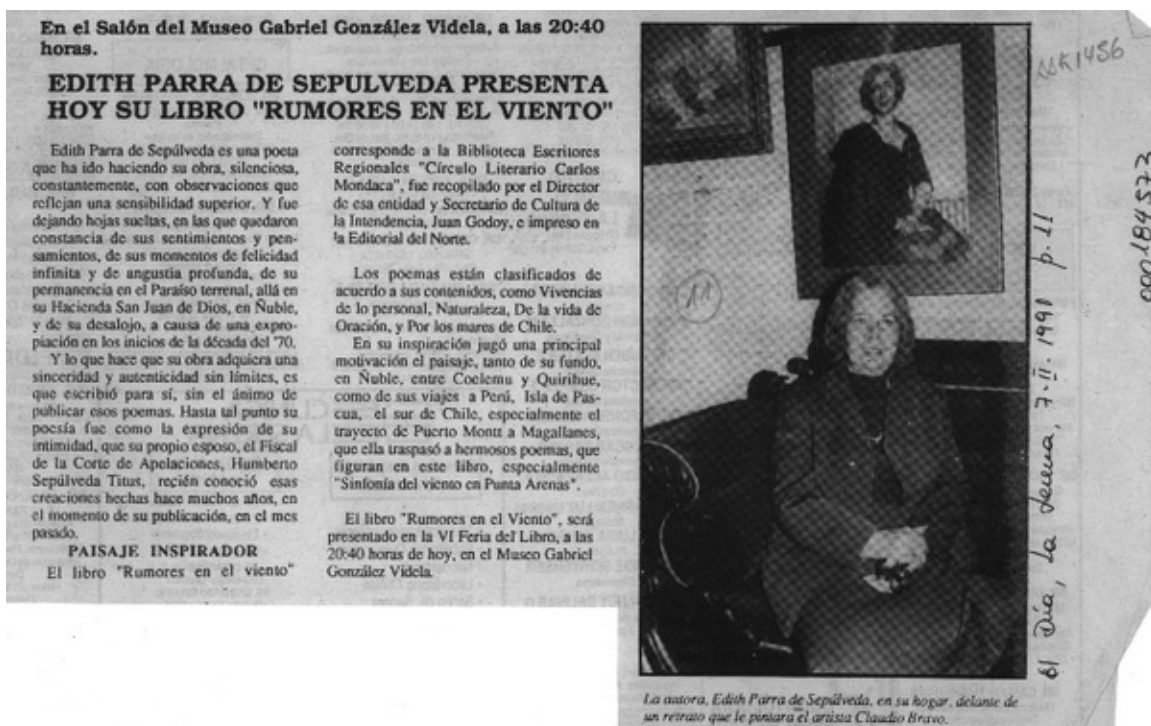 En el Salón del Museo Gabriel González Videla, a las 20:40
horas.
EDITH PARRA DE SEPULVEDA PRESENTA
HOY SU LIBRO "RUMORES EN EL VIENTO"
Edith Parra de Sepúlveda es una poeta
que ha ido haciendo su obra, silenciosa,
constantemente, con observaciones que
reflejan una sensibilidad superior. Y fue
dejando hojas sueltas, en las que quedaron
constancia de sus sentimientos y pen-
samientos, de sus momentos de felicidad
infinita y de angustia profunda, de su
permanencia en el Paraíso terrenal, allá en
su Hacienda San Juan de Dios, en Ñuble,
y de su desalojo, a causa de una expro-
piación en los inicios de la década del '70.
Y lo que hace que su obra adquiera una
sinceridad y autenticidad sin límites, es
que escribió para sí, sin el ánimo de
publicar esos poemas. Hasta tal punto su
poesía fue como la expresión de su
intimidad, que su propio esposo, el Fiscal
de la Corte de Apelaciones, Humberto
Sepúlveda Titus, recién conoció esas
creaciones hechas hace muchos años, en
el momento de su publicación, en el mes
pasado.
PAISAJE INSPIRADOR
El libro "Rumores en el viento"
corresponde a la Biblioteca Escritores
Regionales "Círculo Literario Carlos
Mondaca", fue recopilado por el Director
de esa entidad y Secretario de Cultura de
la Intendencia, Juan Godoy, e impreso en
la Editorial del Norte.
Los poemas están clasificados de
acuerdo a sus contenidos, como Vivencias
de lo personal, Naturaleza, De la vida de
Oración, y Por los mares de Chile.
En su inspiración jugó una principal
motivación el paisaje, tanto de su fundo,
en Ñuble, entre Coelemu y Quirihue,
como de sus viajes a Perú, Isla de Pas-
cua, el sur de Chile, especialmente el
trayecto de Puerto Montt a Magallanes,
que ella traspasó a hermosos poemas, que
figuran en este libro, especialmente
"Sinfonía del viento en Punta Arenas".
El libro "Rumores en el Viento", será
presentado en la VI Feria del Libro, a las
20:40 horas de hoy, en el Museo Gabriel
González Videla.
11
La autora, Edith Parra de Sepúlveda, en su hogar, delante de
un retrato que le pintara el artista Claudio Bravo.
El Día, La Serena, 7-II-1991 p. 11
000184573